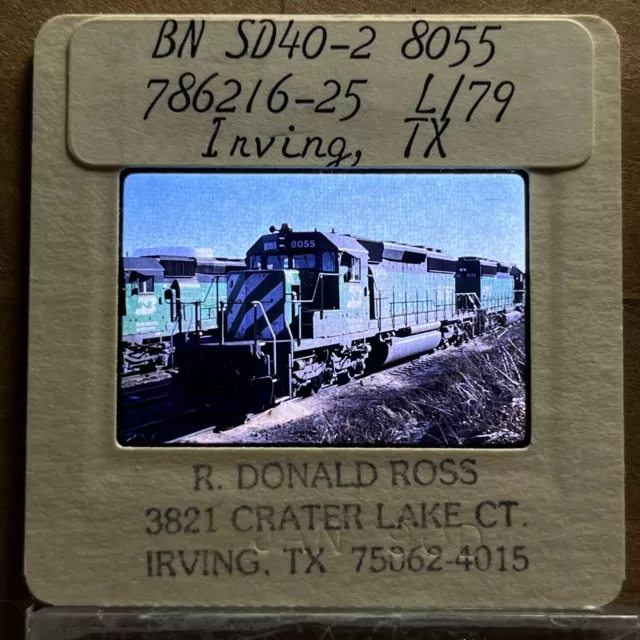 BN SD40-2 8055
786216-25 L/79
Irving, TX
8055 8055
R. DONALD ROSS
3821 CRATER LAKE CT.
IRVING, TX 75062-4015